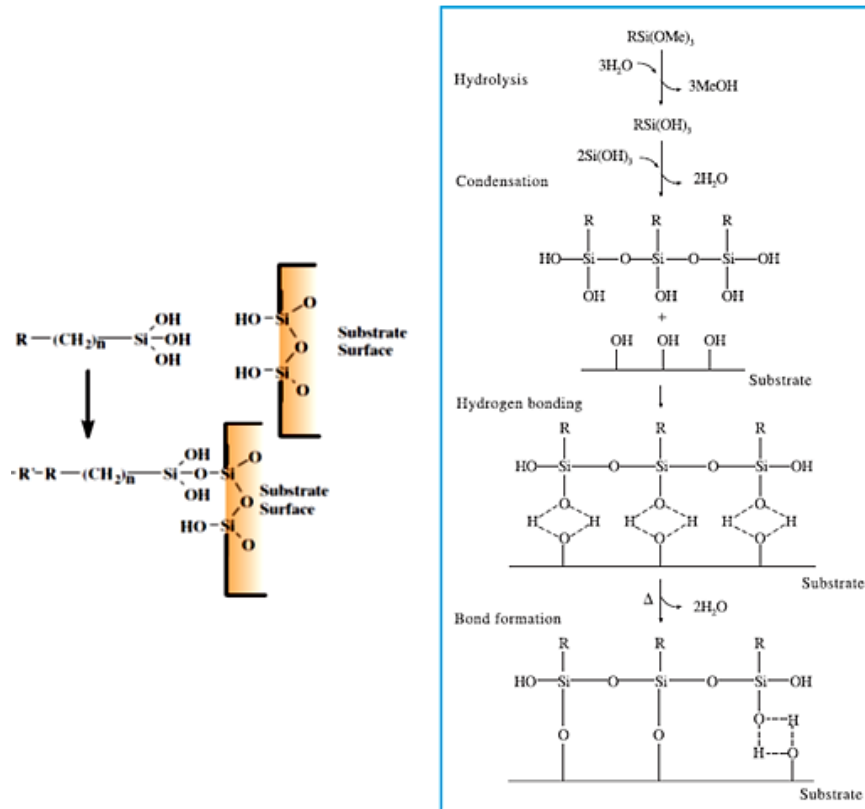 R—(CH₂)n—Si OH
OH
OH
HO—Si O
O
HO—Si O
Substrate
Surface
-R'-R—(CH₂)n—Si—O—Si O
OH
OH
O
HO—Si O
Substrate
Surface
RSi(OMe)₃
3H₂O
Hydrolysis
3MeOH
RSi(OH)₃
2Si(OH)₃
Condensation
2H₂O
R R R
HO—Si—O—Si—O—Si—OH
OH OH OH
+
OH OH OH
Substrate
Hydrogen bonding
R R R
HO—Si—O—Si—O—Si—OH
O O O
H H H H H H
O O O
Substrate
Δ 2H₂O
Bond formation
R R R
HO—Si—O—Si—O—Si—OH
O--H
O O H--O
Substrate